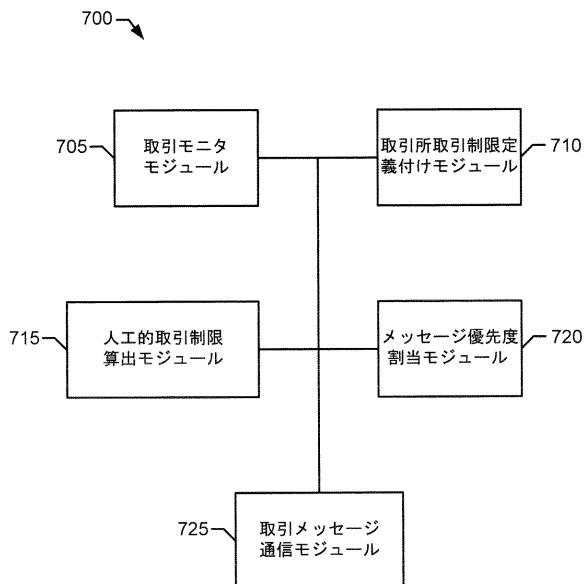 700
705
取引モニタ
モジュール
取引所取引制限定
義付けモジュール
710
715
人工的取引制限
算出モジュール
メッセージ優先度
割当モジュール
720
725
取引メッセージ
通信モジュール